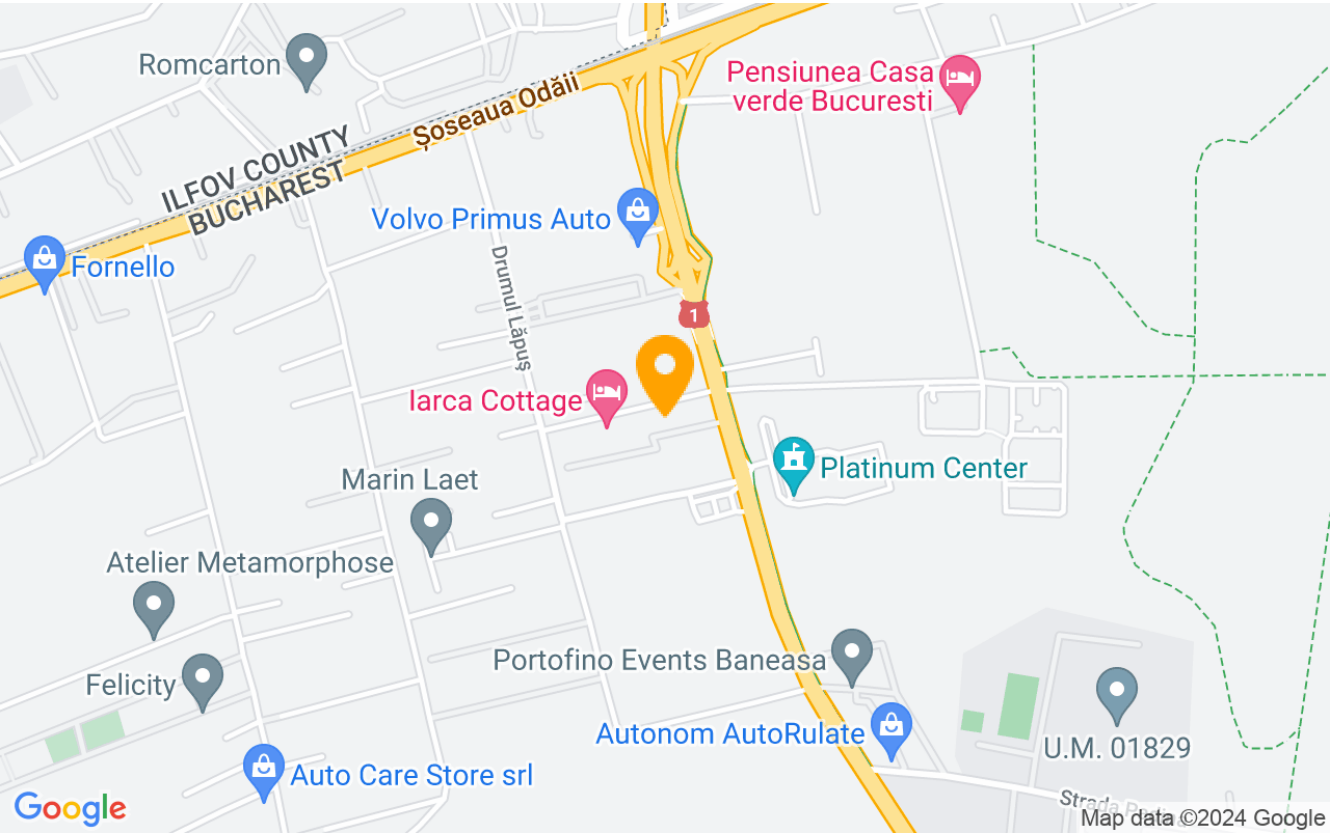 Romcarton
Șoseaua Odăii
Pensiunea Casa
verde Bucuresti
ILFOV COUNTY
BUCHAREST
Volvo Primus Auto
Fornello
Drumul Lăpuș
1
Iarca Cottage
Platinum Center
Marin Laet
Atelier Metamorphose
Portofino Events Baneasa
Felicity
Autonom AutoRulate
U.M. 01829
Auto Care Store srl
Strada
Google
Map data ©2024 Google